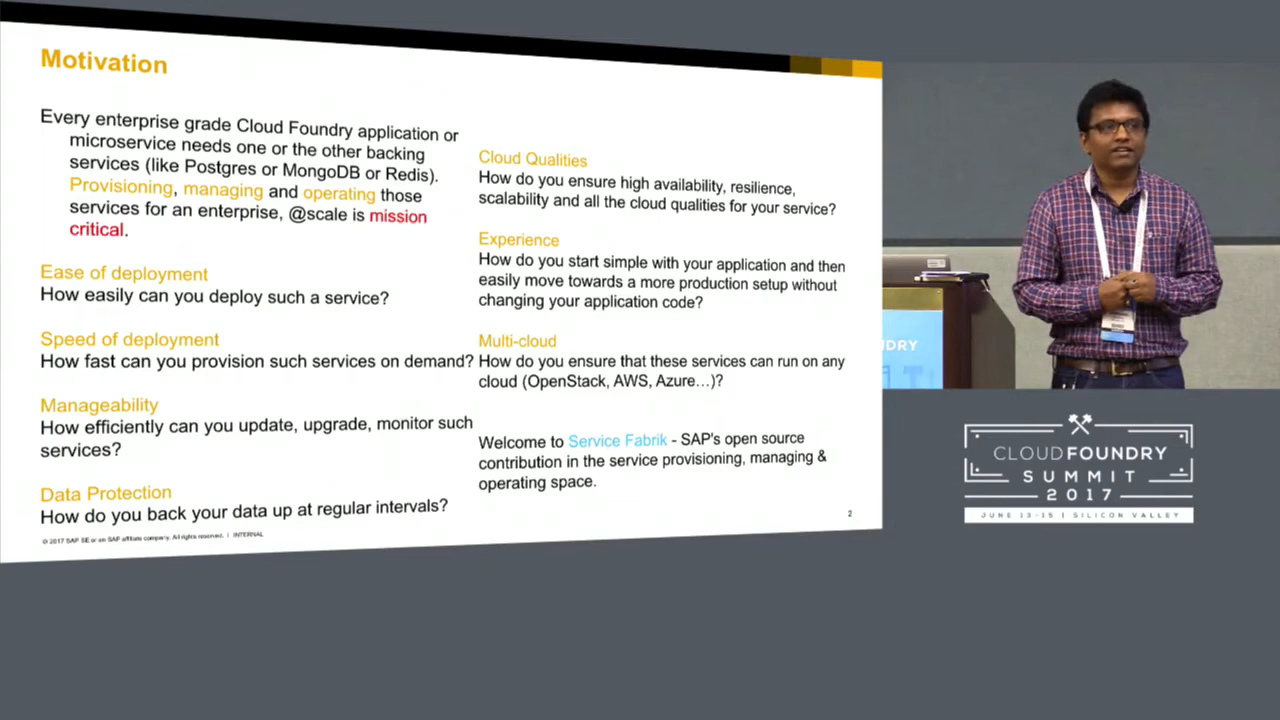 Motivation
Every enterprise grade Cloud Foundry application or
microservice needs one or the other backing
services (like Postgres or MongoDB or Redis).
Provisioning, managing and operating those
services for an enterprise, @scale is mission
critical.
Ease of deployment
How easily can you deploy such a service?
Speed of deployment
How fast can you provision such services on demand?
Manageability
How efficiently can you update, upgrade, monitor such
services?
Data Protection
How do you back your data up at regular intervals?
© 2017 SAP SE or an SAP affiliate company. All rights reserved. | INTERNAL
Cloud Qualities
How do you ensure high availability, resilience,
scalability and all the cloud qualities for your service?
Experience
How do you start simple with your application and then
easily move towards a more production setup without
changing your application code?
Multi-cloud
How do you ensure that these services can run on any
cloud (OpenStack, AWS, Azure…)?
Welcome to Service Fabrik - SAP's open source
contribution in the service provisioning, managing &
operating space.
2
DRY
CLOUDFOUNDRY
SUMMIT
2017
JUNE 13-15 | SILICON VALLEY